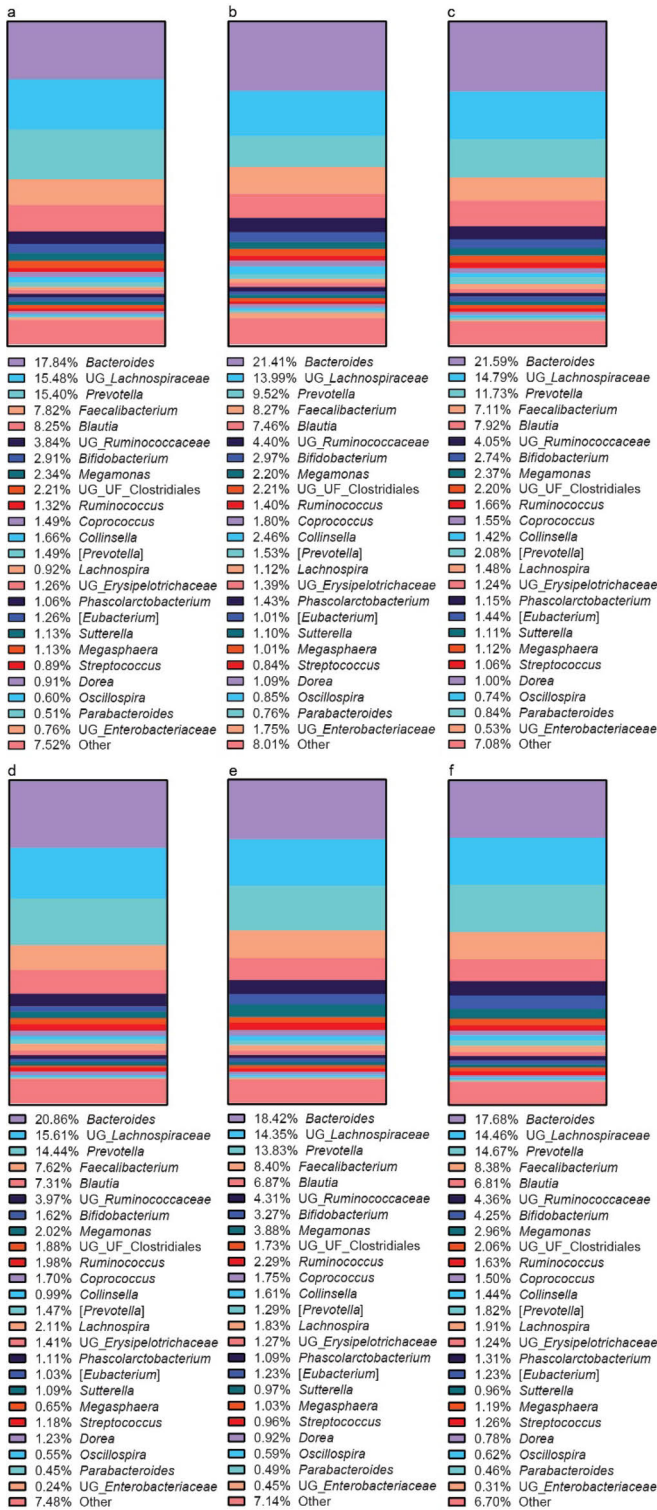 a
17.84% Bacteroides
15.48% UG_Lachnospiraceae
15.40% Prevotella
7.82% Faecalibacterium
8.25% Blautia
3.84% UG_Ruminococcaceae
2.91% Bifidobacterium
2.34% Megamonas
2.21% UG_UF_Clostridiales
1.32% Ruminococcus
1.49% Coprococcus
1.66% Collinsella
1.49% [Prevotella]
0.92% Lachnospira
1.26% UG_Erysipelotrichaceae
1.06% Phascolarctobacterium
1.26% [Eubacterium]
1.13% Sutterella
1.13% Megasphaera
0.89% Streptococcus
0.91% Dorea
0.60% Oscillospira
0.51% Parabacteroides
0.76% UG_Enterobacteriaceae
7.52% Other
b
21.41% Bacteroides
13.99% UG_Lachnospiraceae
9.52% Prevotella
8.27% Faecalibacterium
7.46% Blautia
4.40% UG_Ruminococcaceae
2.97% Bifidobacterium
2.20% Megamonas
2.21% UG_UF_Clostridiales
1.40% Ruminococcus
1.80% Coprococcus
2.46% Collinsella
1.53% [Prevotella]
1.12% Lachnospira
1.39% UG_Erysipelotrichaceae
1.43% Phascolarctobacterium
1.01% [Eubacterium]
1.10% Sutterella
1.01% Megasphaera
0.84% Streptococcus
1.09% Dorea
0.85% Oscillospira
0.76% Parabacteroides
1.75% UG_Enterobacteriaceae
8.01% Other
c
21.59% Bacteroides
14.79% UG_Lachnospiraceae
11.73% Prevotella
7.11% Faecalibacterium
7.92% Blautia
4.05% UG_Ruminococcaceae
2.74% Bifidobacterium
2.37% Megamonas
2.20% UG_UF_Clostridiales
1.66% Ruminococcus
1.55% Coprococcus
1.42% Collinsella
2.08% [Prevotella]
1.48% Lachnospira
1.24% UG_Erysipelotrichaceae
1.15% Phascolarctobacterium
1.44% [Eubacterium]
1.11% Sutterella
1.12% Megasphaera
1.06% Streptococcus
1.00% Dorea
0.74% Oscillospira
0.84% Parabacteroides
0.53% UG_Enterobacteriaceae
7.08% Other
d
20.86% Bacteroides
15.61% UG_Lachnospiraceae
14.44% Prevotella
7.62% Faecalibacterium
7.31% Blautia
3.97% UG_Ruminococcaceae
1.62% Bifidobacterium
2.02% Megamonas
1.88% UG_UF_Clostridiales
1.98% Ruminococcus
1.70% Coprococcus
0.99% Collinsella
1.47% [Prevotella]
2.11% Lachnospira
1.41% UG_Erysipelotrichaceae
1.11% Phascolarctobacterium
1.03% [Eubacterium]
1.09% Sutterella
0.65% Megasphaera
1.18% Streptococcus
1.23% Dorea
0.55% Oscillospira
0.45% Parabacteroides
0.24% UG_Enterobacteriaceae
7.48% Other
e
18.42% Bacteroides
14.35% UG_Lachnospiraceae
13.83% Prevotella
8.40% Faecalibacterium
6.87% Blautia
4.31% UG_Ruminococcaceae
3.27% Bifidobacterium
3.88% Megamonas
1.73% UG_UF_Clostridiales
2.29% Ruminococcus
1.75% Coprococcus
1.61% Collinsella
1.29% [Prevotella]
1.83% Lachnospira
1.27% UG_Erysipelotrichaceae
1.09% Phascolarctobacterium
1.23% [Eubacterium]
0.97% Sutterella
1.03% Megasphaera
0.96% Streptococcus
0.92% Dorea
0.59% Oscillospira
0.49% Parabacteroides
0.45% UG_Enterobacteriaceae
7.14% Other
f
17.68% Bacteroides
14.46% UG_Lachnospiraceae
14.67% Prevotella
8.38% Faecalibacterium
6.81% Blautia
4.36% UG_Ruminococcaceae
4.25% Bifidobacterium
2.96% Megamonas
2.06% UG_UF_Clostridiales
1.63% Ruminococcus
1.50% Coprococcus
1.44% Collinsella
1.82% [Prevotella]
1.91% Lachnospira
1.24% UG_Erysipelotrichaceae
1.31% Phascolarctobacterium
1.23% [Eubacterium]
0.96% Sutterella
1.19% Megasphaera
1.26% Streptococcus
0.78% Dorea
0.62% Oscillospira
0.46% Parabacteroides
0.31% UG_Enterobacteriaceae
6.70% Other